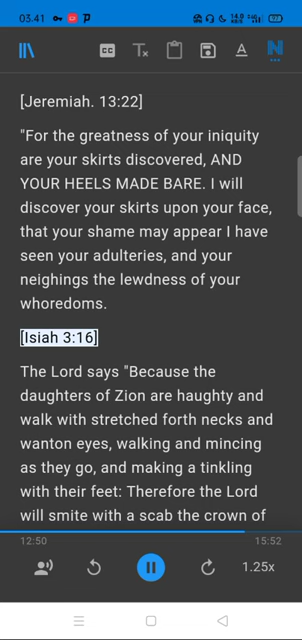 03.41
CC
[Jeremiah. 13:22]
"For the greatness of your iniquity
are your skirts discovered, AND
YOUR HEELS MADE BARE. I will
discover your skirts upon your face,
that your shame may appear I have
seen your adulteries, and your
neighings the lewdness of your
whoredoms.
[Isiah 3:16]
The Lord says "Because the
daughters of Zion are haughty and
walk with stretched forth necks and
wanton eyes, walking and mincing
as they go, and making a tinkling
with their feet: Therefore the Lord
will smite with a scab the crown of
12:50 15:52
1.25x